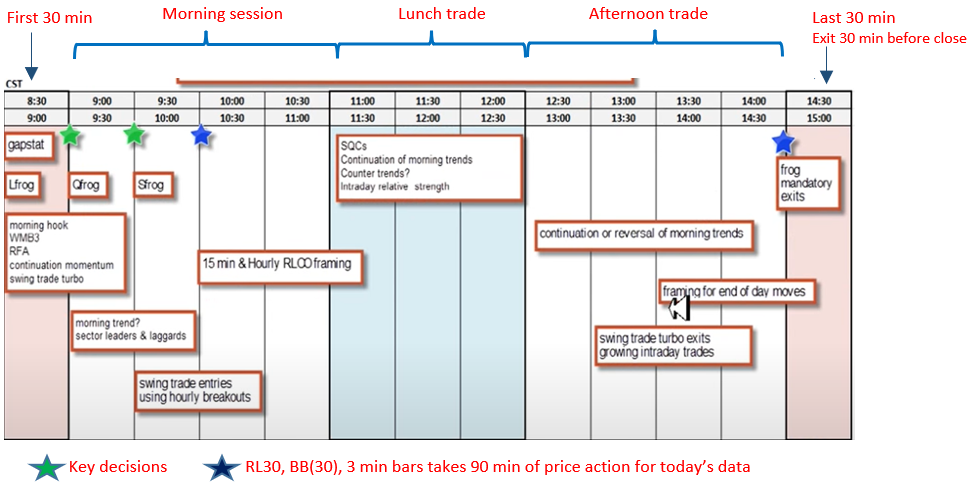 First 30 min
Morning session
Lunch trade
Afternoon trade
Last 30 min
Exit 30 min before close
CST
8:30 9:00 9:30 10:00 10:30 11:00 11:30 12:00 12:30 13:00 13:30 14:00 14:30
9:00 9:30 10:00 10:30 11:00 11:30 12:00 12:30 13:00 13:30 14:00 14:30 15:00
gapstat
Lfrog
Qfrog
Sfrog
morning hook
WMB3
RFA
continuation momentum
swing trade turbo
morning trend?
sector leaders & laggards
swing trade entries
using hourly breakouts
15 min & Hourly RLCO framing
SQCs
Continuation of morning trends
Counter trends?
Intraday relative strength
continuation or reversal of morning trends
framing for end of day moves
swing trade turbo exits
growing intraday trades
frog
mandatory
exits
Key decisions
RL30, BB(30), 3 min bars takes 90 min of price action for today's data